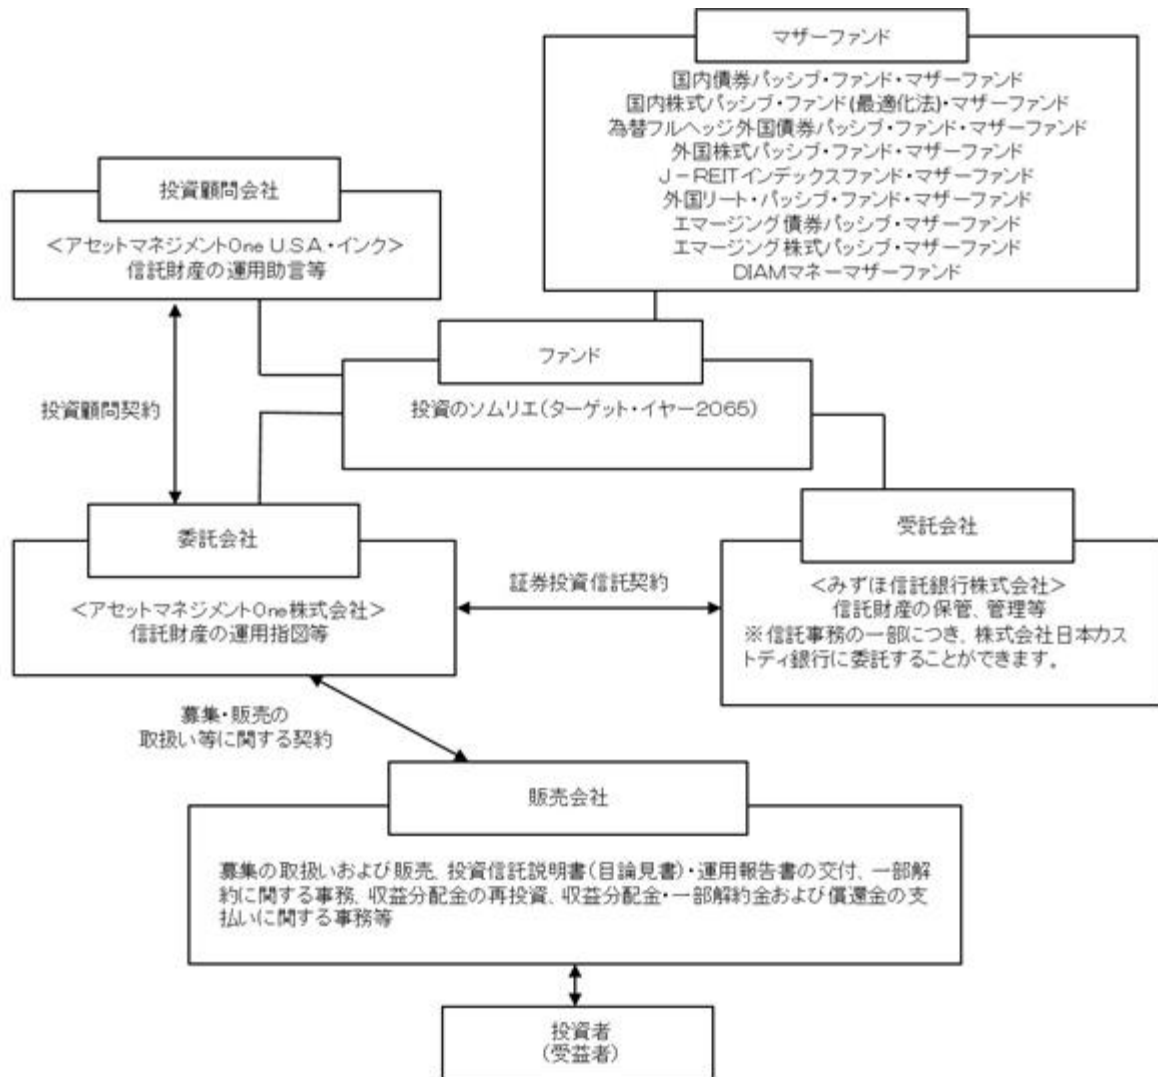 マザーファンド
国内債券パッシブ・ファンド・マザーファンド
国内株式パッシブ・ファンド(最適化法)・マザーファンド
為替フルヘッジ外国債券パッシブ・ファンド・マザーファンド
外国株式パッシブ・ファンド・マザーファンド
J－REITインデックスファンド・マザーファンド
外国リート・パッシブ・ファンド・マザーファンド
エマージング債券パッシブ・マザーファンド
エマージング株式パッシブ・マザーファンド
DIAMマネーマザーファンド
投資顧問会社
＜アセットマネジメントOne U.S.A.・インク＞
信託財産の運用助言等
ファンド
投資のソムリエ(ターゲット・イヤー2065)
投資顧問契約
委託会社
＜アセットマネジメントOne株式会社＞
信託財産の運用指図等
証券投資信託契約
受託会社
＜みずほ信託銀行株式会社＞
信託財産の保管、管理等
※信託事務の一部につき、株式会社日本カス
トディ銀行に委託することができます。
募集・販売の
取扱い等に関する契約
販売会社
募集の取扱いおよび販売、投資信託説明書(目論見書)・運用報告書の交付、一部解
約に関する事務、収益分配金の再投資、収益分配金・一部解約金および償還金の支
払いに関する事務等
投資者
(受益者)